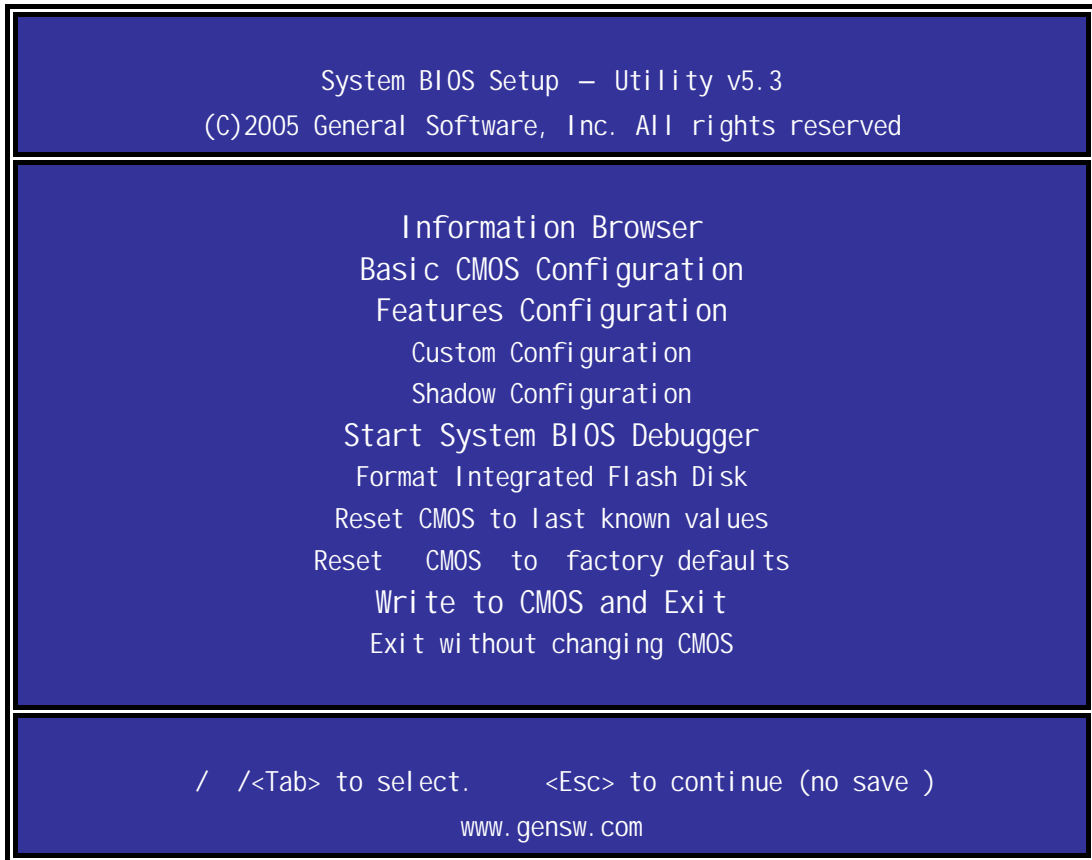 System BIOS Setup – Utility v5.3
(C)2005 General Software, Inc. All rights reserved
Information Browser
Basic CMOS Configuration
Features Configuration
Custom Configuration
Shadow Configuration
Start System BIOS Debugger
Format Integrated Flash Disk
Reset CMOS to last known values
Reset CMOS to factory defaults
Write to CMOS and Exit
Exit without changing CMOS
/ /<Tab> to select. <Esc> to continue (no save )
www.gensw.com